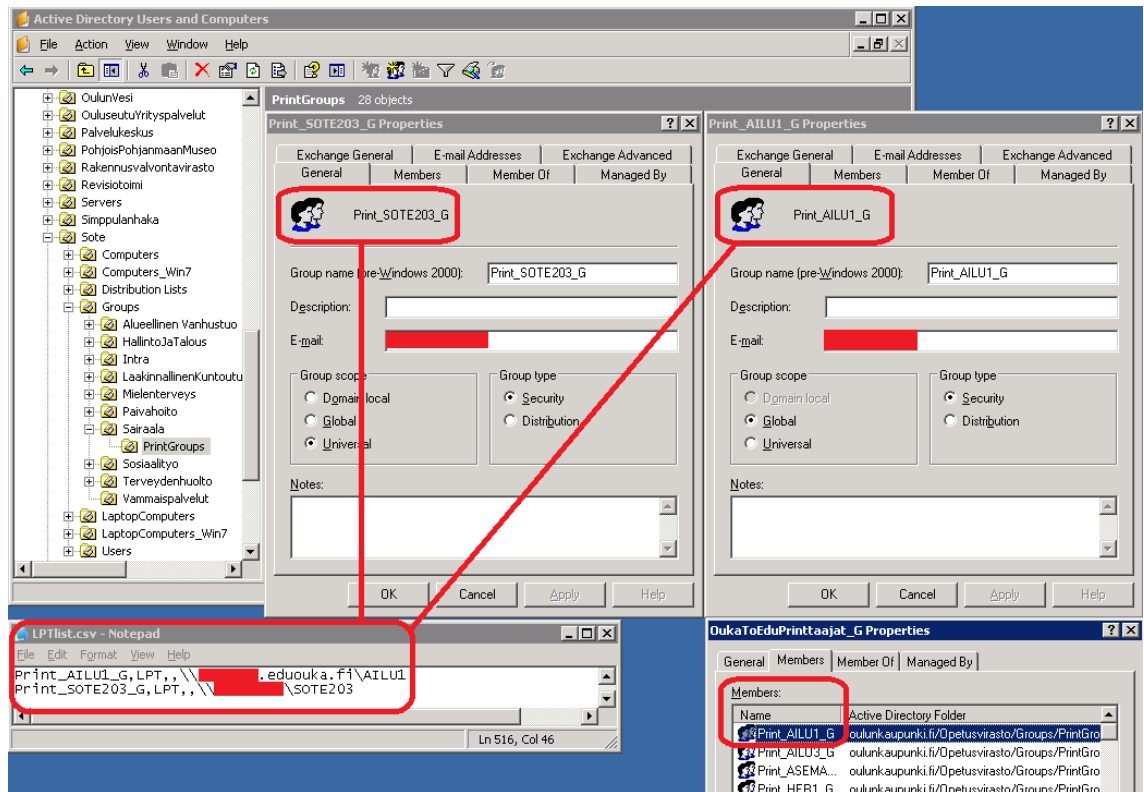 Active Directory Users and Computers
File Action View Window Help
OulunVesi
OuluseutuYrityspalvelut
Palvelukeskus
PohjoisPohjanmaanMuseo
Rakennusvalvontavirasto
Revisiotoimi
Servers
Simppulanhaka
Sote
Computers
Computers_Win7
Distribution Lists
Groups
Alueellinen Vanhustuo
HallintoJaTalous
Intra
LaakinnallinenKuntoutu
Mielenterveys
Paivahoito
Sairaala
PrintGroups
Sosiaalityo
Terveydenhuolto
Vammaispalvelut
LaptopComputers
LaptopComputers_Win7
Users
PrintGroups 28 objects
Print_SOTE203_G Properties
Exchange General E-mail Addresses Exchange Advanced
General Members Member Of Managed By
Print_SOTE203_G
Group name (pre-Windows 2000): Print_SOTE203_G
Description:
E-mail:
Group scope Group type
Domain local Security
Global Distribution
Universal
Notes:
OK Cancel Apply Help
Print_AILU1_G Properties
Exchange General E-mail Addresses Exchange Advanced
General Members Member Of Managed By
Print_AILU1_G
Group name (pre-Windows 2000): Print_AILU1_G
Description:
E-mail:
Group scope Group type
Domain local Security
Global Distribution
Universal
Notes:
OK Cancel Apply Help
LPTlist.csv - Notepad
File Edit Format View Help
Print_AILU1_G,LPT,,\\ .eduouka.fi\AILU1
Print_SOTE203_G,LPT,,\\ \SOTE203
Ln 516, Col 46
OukaToEduPrinttaajat_G Properties
General Members Member Of Managed By
Members:
Name Active Directory Folder
Print_AILU1_G oulunkaupunki.fi/Opetusvirasto/Groups/PrintGro
Print_AILU3_G oulunkaupunki.fi/Opetusvirasto/Groups/PrintGro
Print_ASEMA... oulunkaupunki.fi/Opetusvirasto/Groups/PrintGro
Print_HEB1_G oulunkaupunki.fi/Opetusvirasto/Groups/PrintGro